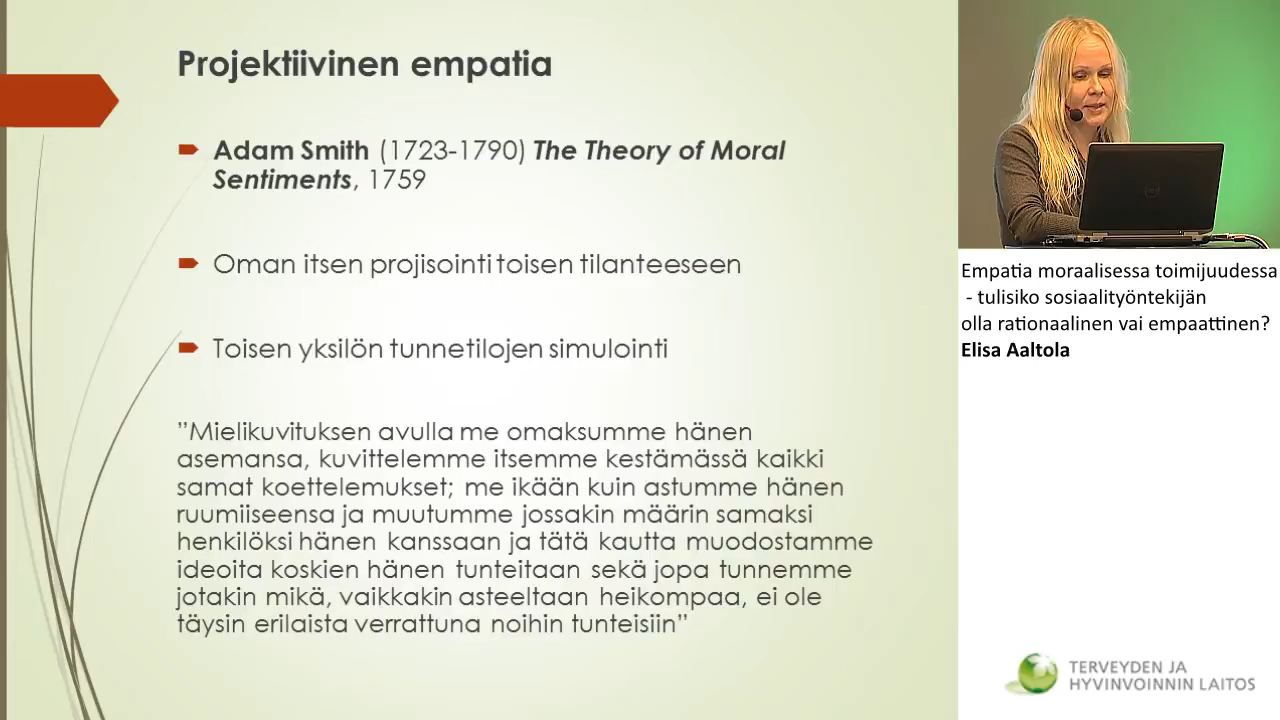 Projektiivinen empatia
Adam Smith (1723-1790) The Theory of Moral
Sentiments, 1759
Oman itsen projisointi toisen tilanteeseen
Toisen yksilön tunnetilojen simulointi
”Mielikuvituksen avulla me omaksumme hänen
asemansa, kuvittelemme itsemme kestämässä kaikki
samat koettelemukset; me ikään kuin astumme hänen
ruumiiseensa ja muutumme jossakin määrin samaksi
henkilöksi hänen kanssaan ja tätä kautta muodostamme
ideoita koskien hänen tunteitaan sekä jopa tunnemme
jotakin mikä, vaikkakin asteeltaan heikompaa, ei ole
täysin erilaista verrattuna noihin tunteisiin”
Empatia moraalisessa toimijuudessa
- tulisiko sosiaalityöntekijän
olla rationaalinen vai empaattinen?
Elisa Aaltola
TERVEYDEN JA
HYVINVOINNIN LAITOS